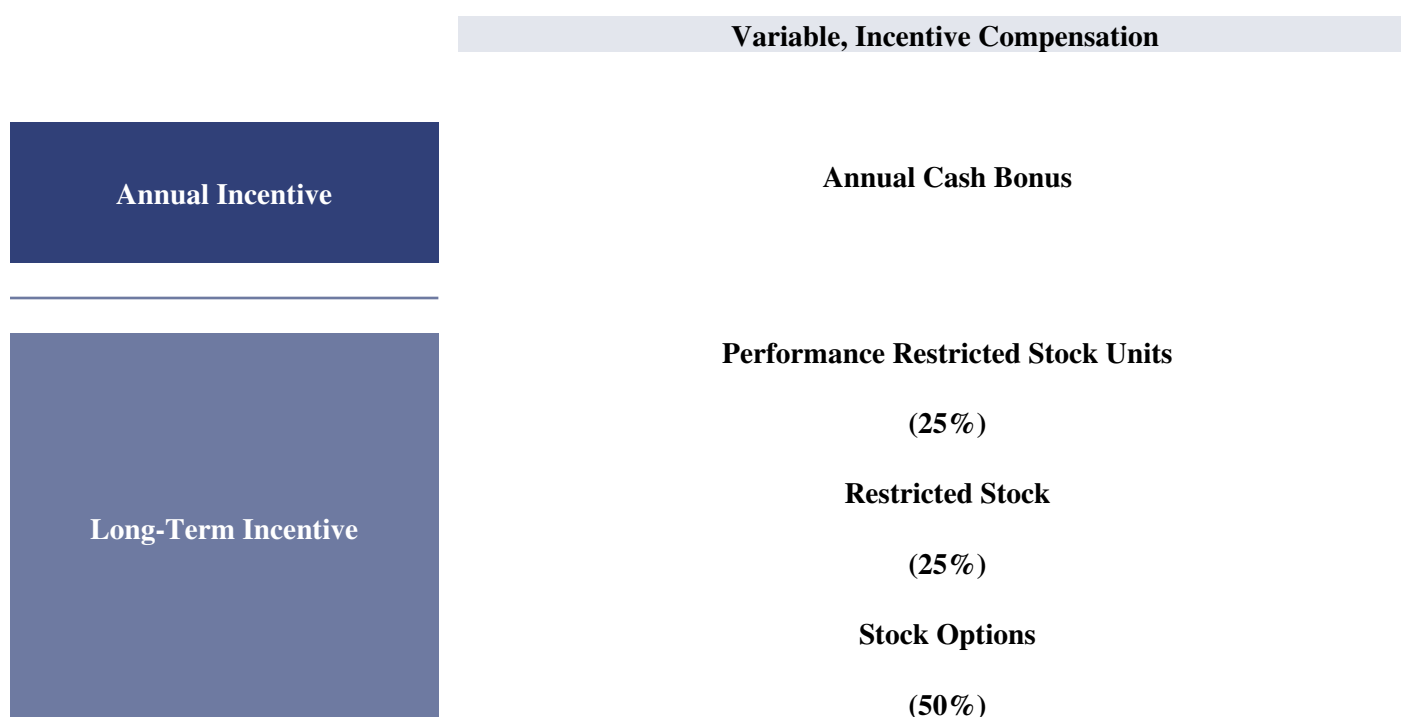 Variable, Incentive Compensation
Annual Incentive
Annual Cash Bonus
Long-Term Incentive
Performance Restricted Stock Units
(25%)
Restricted Stock
(25%)
Stock Options
(50%)